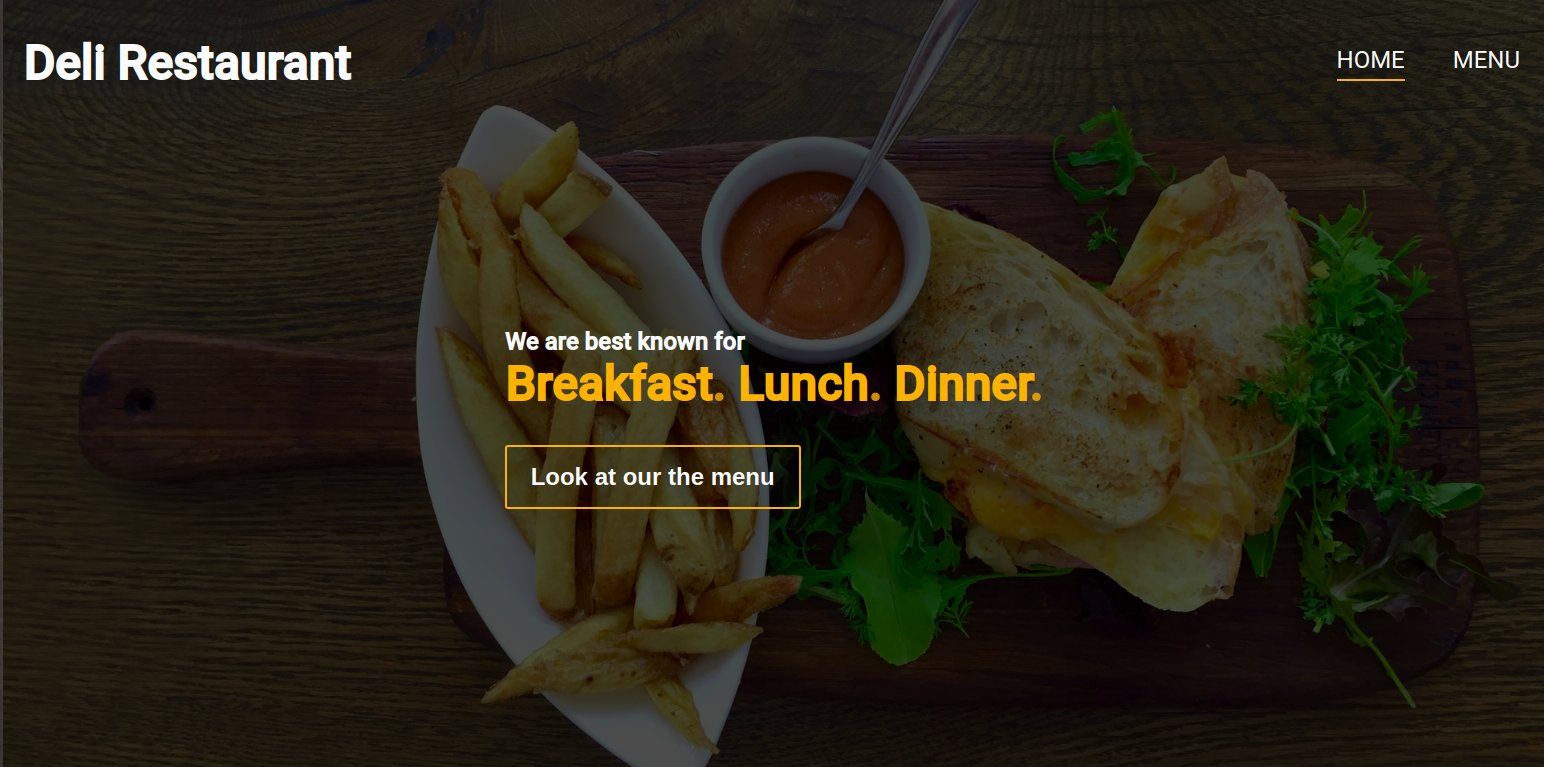 Deli Restaurant
HOME MENU
We are best known for
Breakfast. Lunch. Dinner.
Look at our the menu